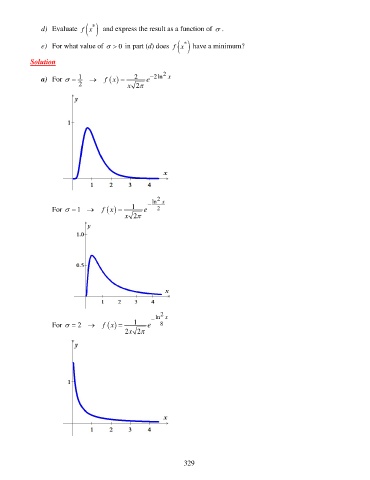 d) Evaluate f(x*) and express the result as a function of σ.
e) For what value of σ > 0 in part (d) does f(x*) have a minimum?
Solution
a) For σ = 1/2 → f(x) = 2/(x√2π) e^(−2ln² x)
y
1
x
1 2 3 4
For σ = 1 → f(x) = 1/(x√2π) e^(−ln² x / 2)
y
1.0
0.5
x
1 2 3 4
For σ = 2 → f(x) = 1/(2x√2π) e^(−ln² x / 8)
y
1
x
1 2 3 4
329